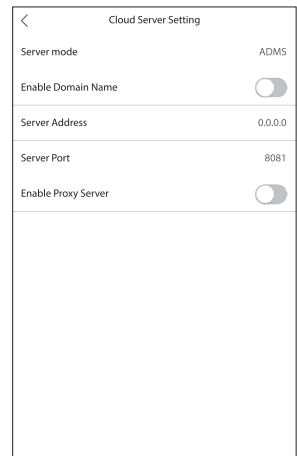 Cloud Server Setting
Server mode ADMS
Enable Domain Name
Server Address 0.0.0.0
Server Port 8081
Enable Proxy Server